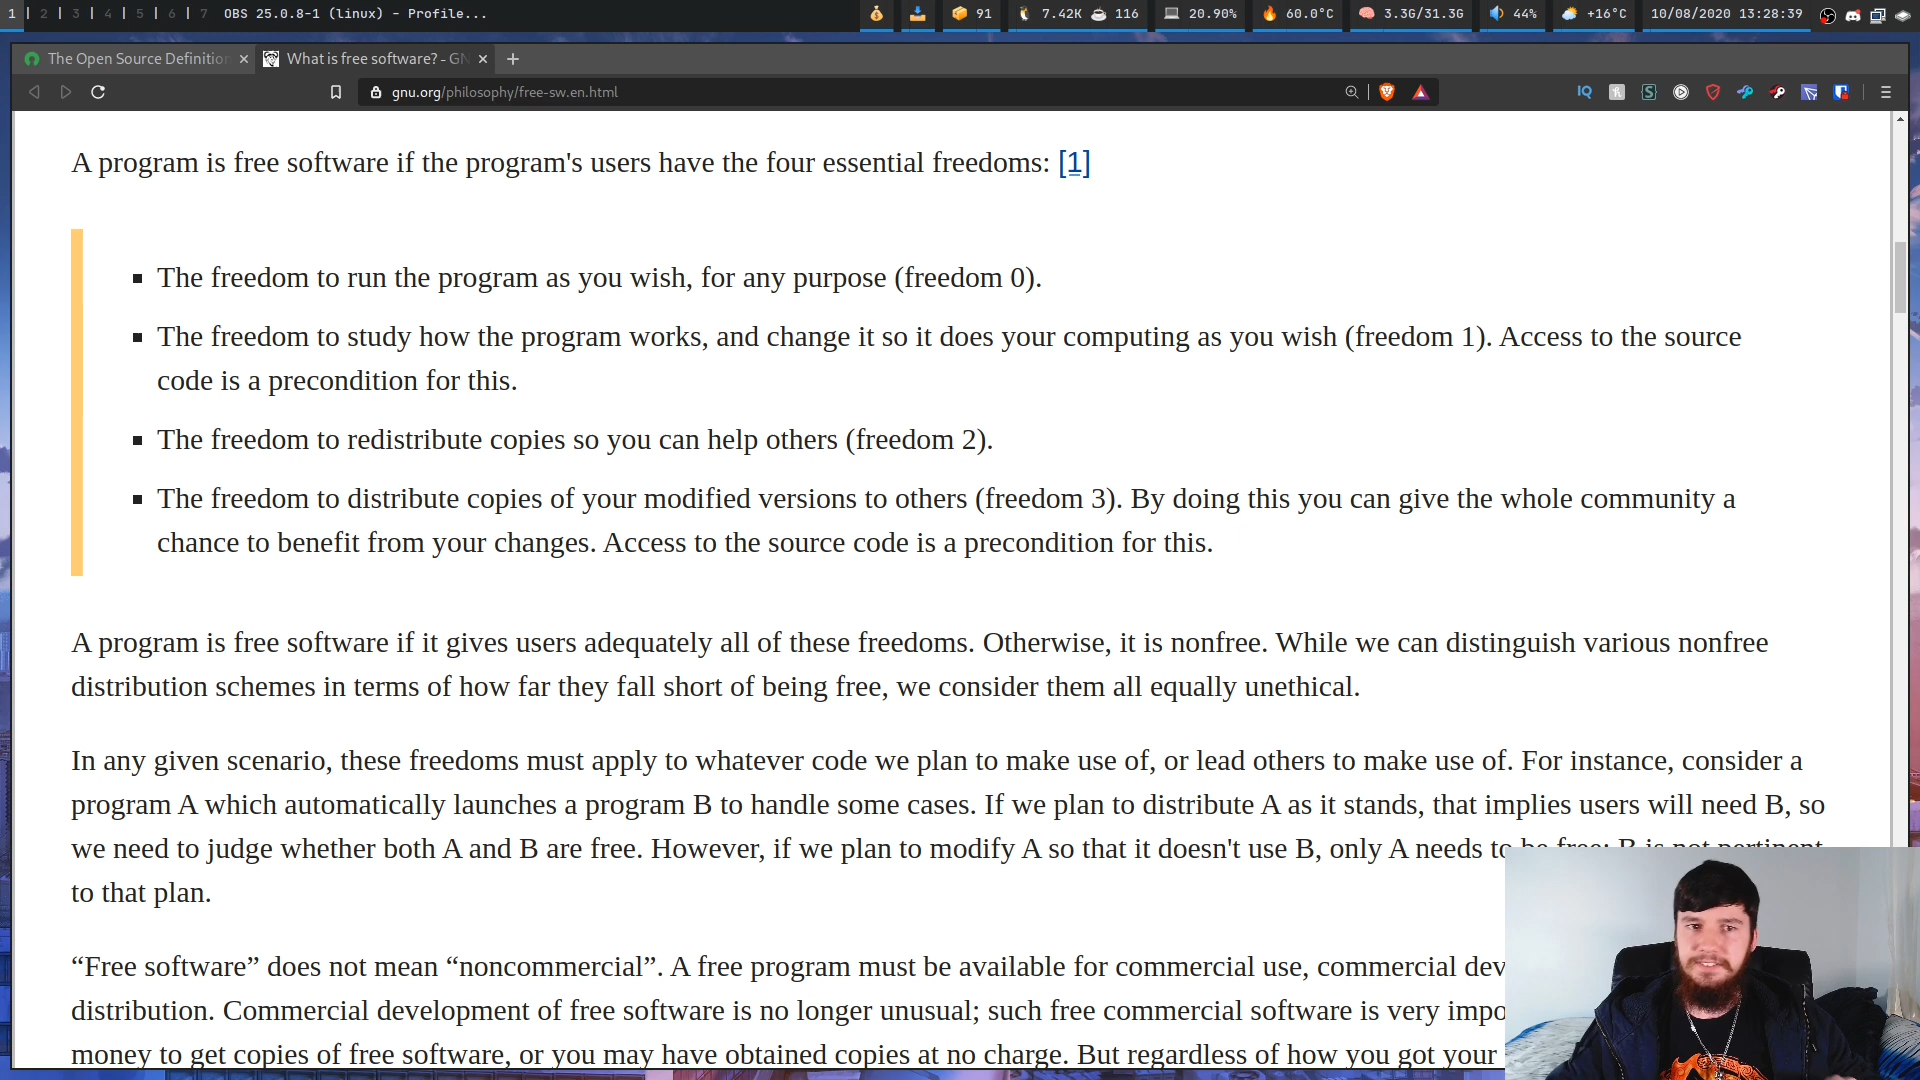 1 | 2 | 3 | 4 | 5 | 6 | 7 OBS 25.0.8-1 (linux) - Profile... 91 7.42K 116 20.90% 60.0°C 3.3G/31.3G 44% +16°C 10/08/2020 13:28:39
The Open Source Definitio What is free software? - GN
gnu.org/philosophy/free-sw.en.html IQ
A program is free software if the program's users have the four essential freedoms: [1]
▪ The freedom to run the program as you wish, for any purpose (freedom 0).
▪ The freedom to study how the program works, and change it so it does your computing as you wish (freedom 1). Access to the source
code is a precondition for this.
▪ The freedom to redistribute copies so you can help others (freedom 2).
▪ The freedom to distribute copies of your modified versions to others (freedom 3). By doing this you can give the whole community a
chance to benefit from your changes. Access to the source code is a precondition for this.
A program is free software if it gives users adequately all of these freedoms. Otherwise, it is nonfree. While we can distinguish various nonfree
distribution schemes in terms of how far they fall short of being free, we consider them all equally unethical.
In any given scenario, these freedoms must apply to whatever code we plan to make use of, or lead others to make use of. For instance, consider a
program A which automatically launches a program B to handle some cases. If we plan to distribute A as it stands, that implies users will need B, so
we need to judge whether both A and B are free. However, if we plan to modify A so that it doesn't use B, only A needs to be free; B is not pertinent
to that plan.
“Free software” does not mean “noncommercial”. A free program must be available for commercial use, commercial dev
distribution. Commercial development of free software is no longer unusual; such free commercial software is very impo
money to get copies of free software, or you may have obtained copies at no charge. But regardless of how you got your